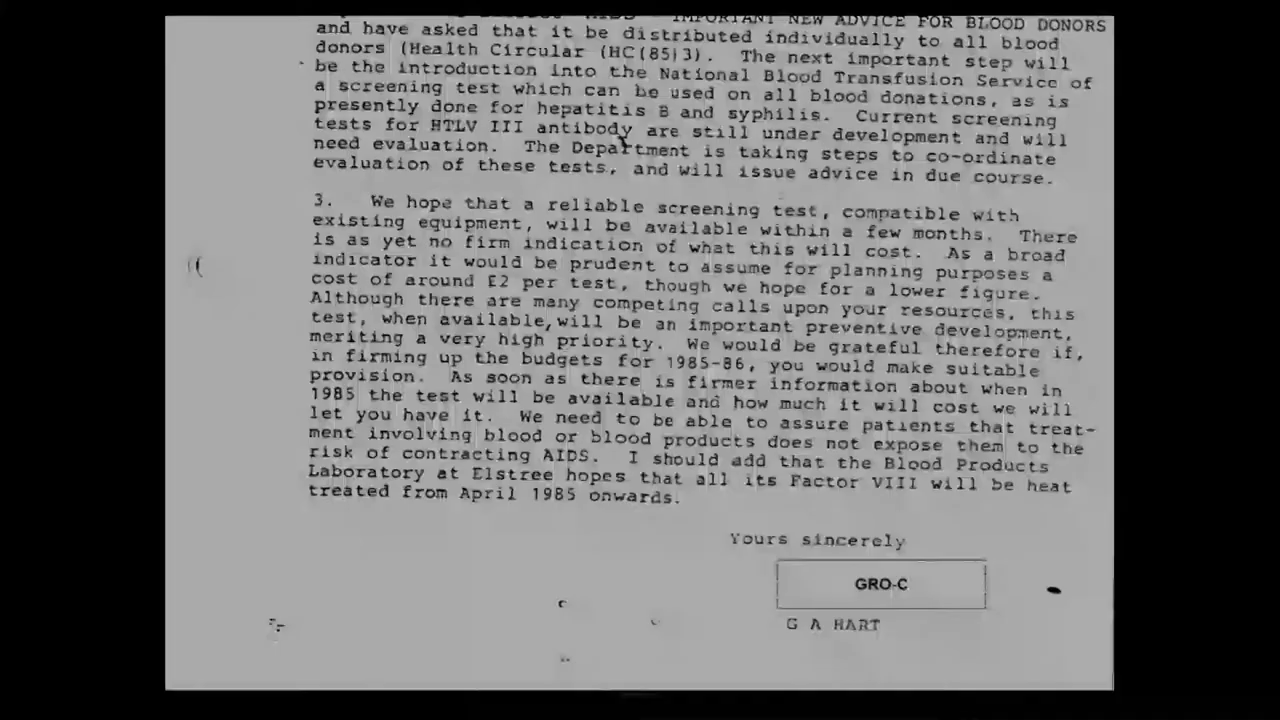 AIDS - IMPORTANT NEW ADVICE FOR BLOOD DONORS
and have asked that it be distributed individually to all blood
donors (Health Circular (HC(85)3). The next important step will
be the introduction into the National Blood Transfusion Service of
a screening test which can be used on all blood donations, as is
presently done for hepatitis B and syphilis. Current screening
tests for HTLV III antibody are still under development and will
need evaluation. The Department is taking steps to co-ordinate
evaluation of these tests, and will issue advice in due course.
3. We hope that a reliable screening test, compatible with
existing equipment, will be available within a few months. There
is as yet no firm indication of what this will cost. As a broad
indicator it would be prudent to assume for planning purposes a
cost of around £2 per test, though we hope for a lower figure.
Although there are many competing calls upon your resources, this
test, when available, will be an important preventive development,
meriting a very high priority. We would be grateful therefore if,
in firming up the budgets for 1985-86, you would make suitable
provision. As soon as there is firmer information about when in
1985 the test will be available and how much it will cost we will
let you have it. We need to be able to assure patients that treat-
ment involving blood or blood products does not expose them to the
risk of contracting AIDS. I should add that the Blood Products
Laboratory at Elstree hopes that all its Factor VIII will be heat
treated from April 1985 onwards.
Yours sincerely
GRO-C
G A HART